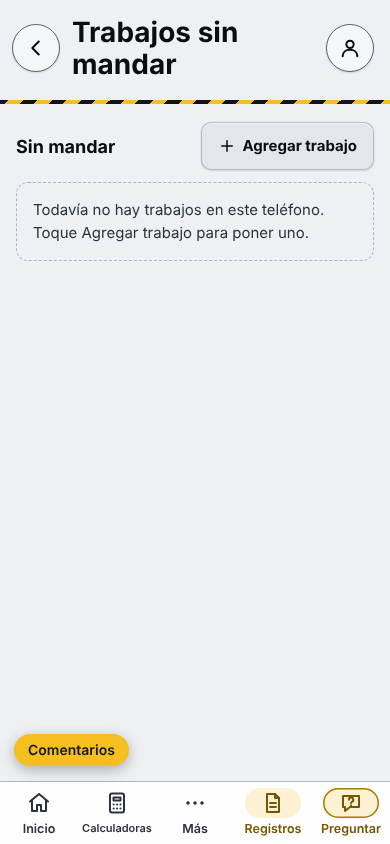 Trabajos sin
mandar
Sin mandar
+ Agregar trabajo
Todavía no hay trabajos en este teléfono.
Toque Agregar trabajo para poner uno.
Comentarios
Inicio
Calculadoras
Más
Registros
Preguntar